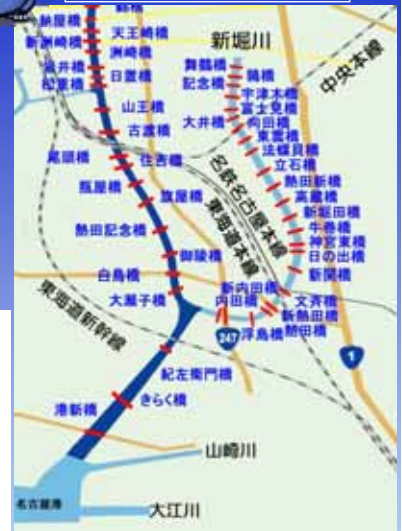 納屋橋
天王崎橋
新洲崎橋
洲崎橋
日置橋
松重橋
山王橋
古渡橋
尾頭橋
住吉橋
瓶屋橋
旗屋橋
熱田記念橋
御陵橋
白鳥橋
大瀬子橋
紀左衛門橋
きらく橋
港新橋
新堀川
舞鶴橋
鶴橋
記念橋
宇津木橋
富士見橋
大井橋
向田橋
東雲橋
法螺貝橋
立石橋
熱田新橋
高蔵橋
新堀田橋
牛巻橋
神宮東橋
日の出橋
新開橋
文斉橋
新熱田橋
熱田橋
浮島橋
新内田橋
内田橋
中央本線
名鉄名古屋本線
東海道本線
東海道新幹線
247
1
山崎川
大江川
名古屋港